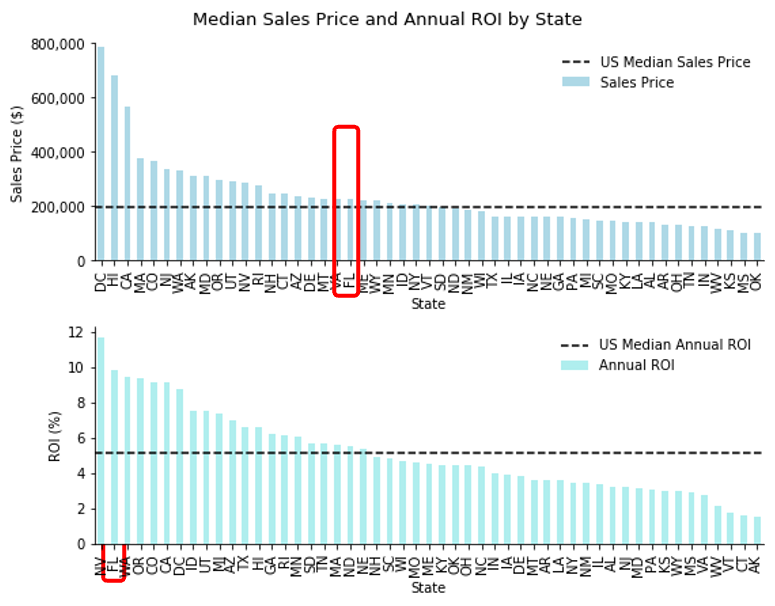 Median Sales Price and Annual ROI by State
800,000
600,000
400,000
200,000
0
Sales Price ($)
US Median Sales Price
Sales Price
DC HI CA MA CO NJ WA AK MD OR UT NV RI NH CT AZ DE MT VA FL ME WY MN ID NY VT SD ND NM WI TX IL IA NC NE GA PA MI SC MO KY LA AL AR OH TN IN WV KS MS OK
State
12
10
8
6
4
2
0
ROI (%)
US Median Annual ROI
Annual ROI
NV FL WA OR CO CA DC ID UT MI AZ TX HI GA RI MN SD TN MA ND NE NH SC WI MO ME KY OK OH NC IN IA DE MT AR LA NY NM IL AL NJ MD PA KS WY MS VA WV VT CT AK
State